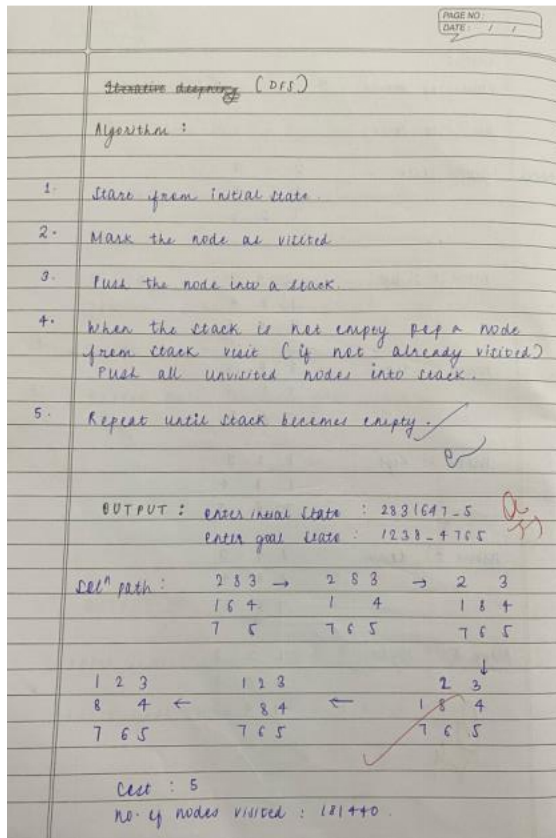 PAGE NO:
DATE: / /
Iterative deepning (DFS)
Algorithm :
1. Start from initial state.
2. Mark the node as visited
3. Push the node into a stack.
4. When the stack is not empty pop a node
from stack visit (if not already visited)
Push all unvisited nodes into stack.
5. Repeat until stack becomes empty.
OUTPUT : enter initial state : 2831647_5
enter goal state : 1238_4765
solⁿ path : 2 8 3 → 2 8 3 → 2 3
1 6 4 1 4 1 8 4
7 5 7 6 5 7 6 5
↓
1 2 3 1 2 3 2 3
8 4 ← 8 4 ← 1 8 4
7 6 5 7 6 5 7 6 5
Cost : 5
no. of nodes visited : 181440.